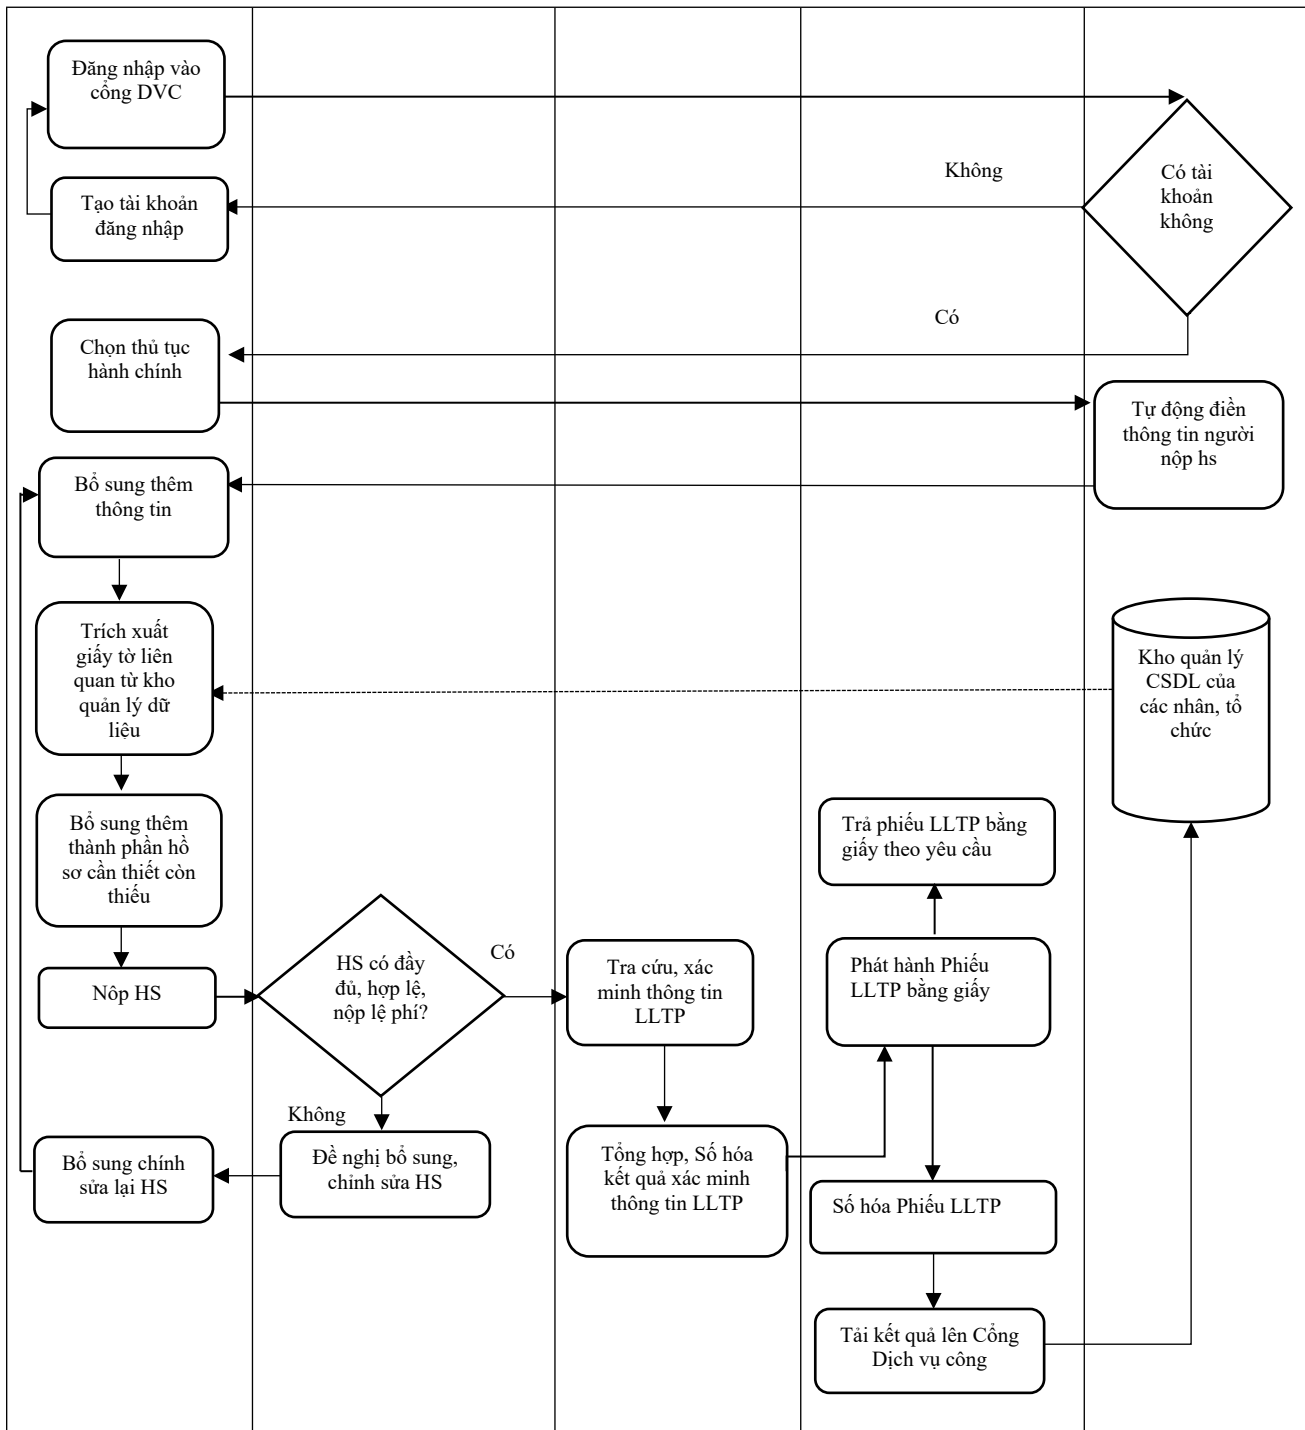 Đăng nhập vào
cổng DVC
Không
Có tài
khoản
không
Tạo tài khoản
đăng nhập
Có
Chọn thủ tục
hành chính
Tự động điền
thông tin người
nộp hs
Bổ sung thêm
thông tin
Trích xuất
giấy tờ liên
quan từ kho
quản lý dữ
liệu
Kho quản lý
CSDL của
các nhân, tổ
chức
Bổ sung thêm
thành phần hồ
sơ cần thiết còn
thiếu
Trả phiếu LLTP bằng
giấy theo yêu cầu
Nôp HS
HS có đầy
đủ, hợp lệ,
nộp lệ phí?
Có
Tra cứu, xác
minh thông tin
LLTP
Phát hành Phiếu
LLTP bằng giấy
Không
Bổ sung chính
sửa lại HS
Đề nghị bổ sung,
chỉnh sửa HS
Tổng hợp, Số hóa
kết quả xác minh
thông tin LLTP
Số hóa Phiếu LLTP
Tải kết quả lên Cổng
Dịch vụ công